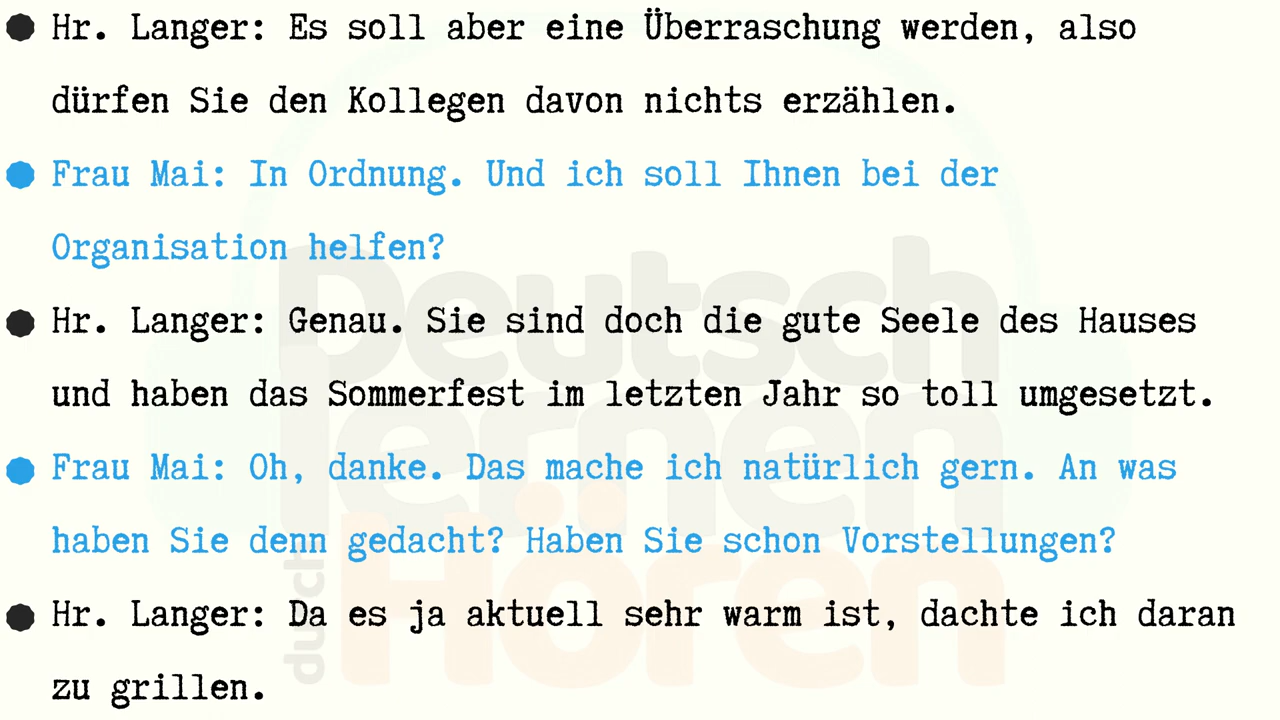 Hr. Langer: Es soll aber eine Überraschung werden, also
dürfen Sie den Kollegen davon nichts erzählen.
Frau Mai: In Ordnung. Und ich soll Ihnen bei der
Organisation helfen?
Hr. Langer: Genau. Sie sind doch die gute Seele des Hauses
und haben das Sommerfest im letzten Jahr so toll umgesetzt.
Frau Mai: Oh, danke. Das mache ich natürlich gern. An was
haben Sie denn gedacht? Haben Sie schon Vorstellungen?
Hr. Langer: Da es ja aktuell sehr warm ist, dachte ich daran
zu grillen.
Deutsch
lernen
durch
Hören